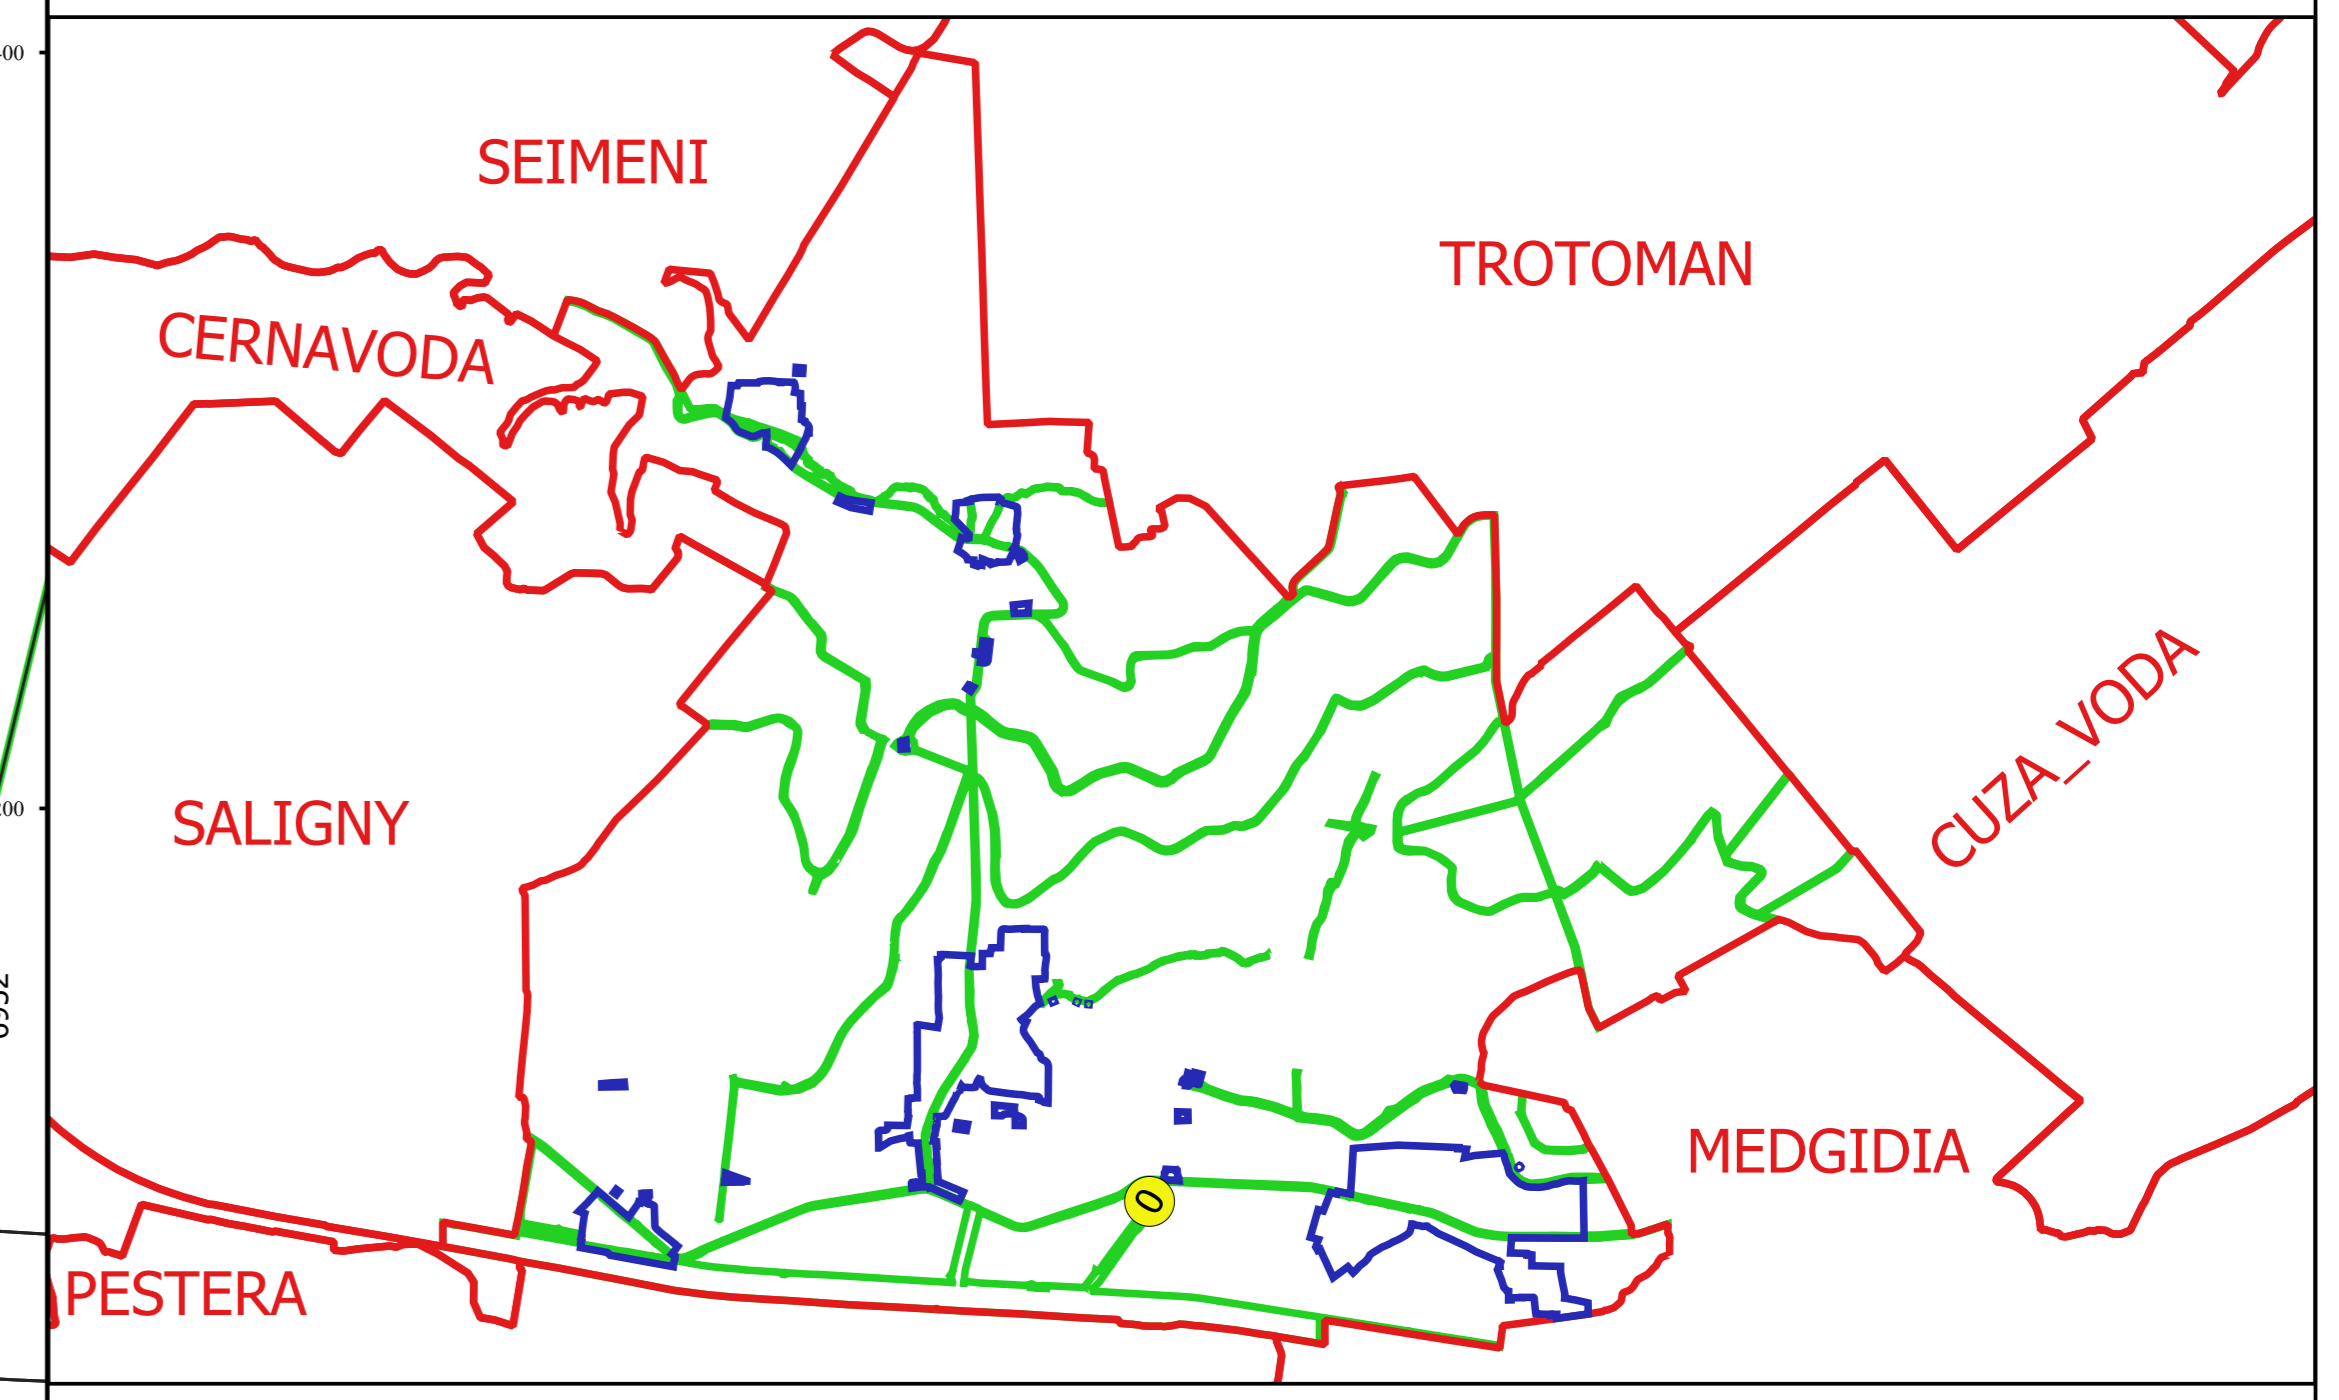 SEIMENI
TROTOMAN
CERNAVODA
CUZA_VODA
SALIGNY
MEDGIDIA
0
PESTERA